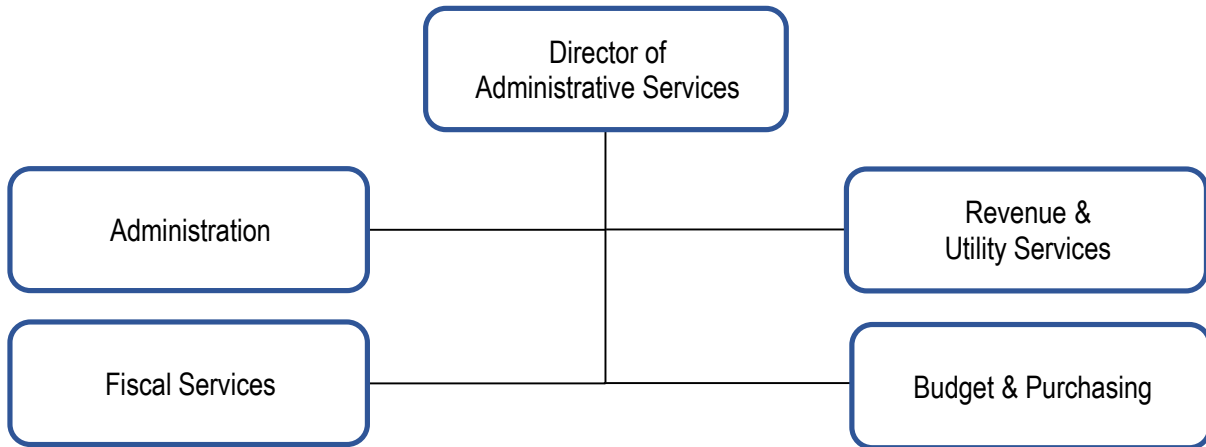 Director of
Administrative Services
Administration
Revenue &
Utility Services
Fiscal Services
Budget & Purchasing